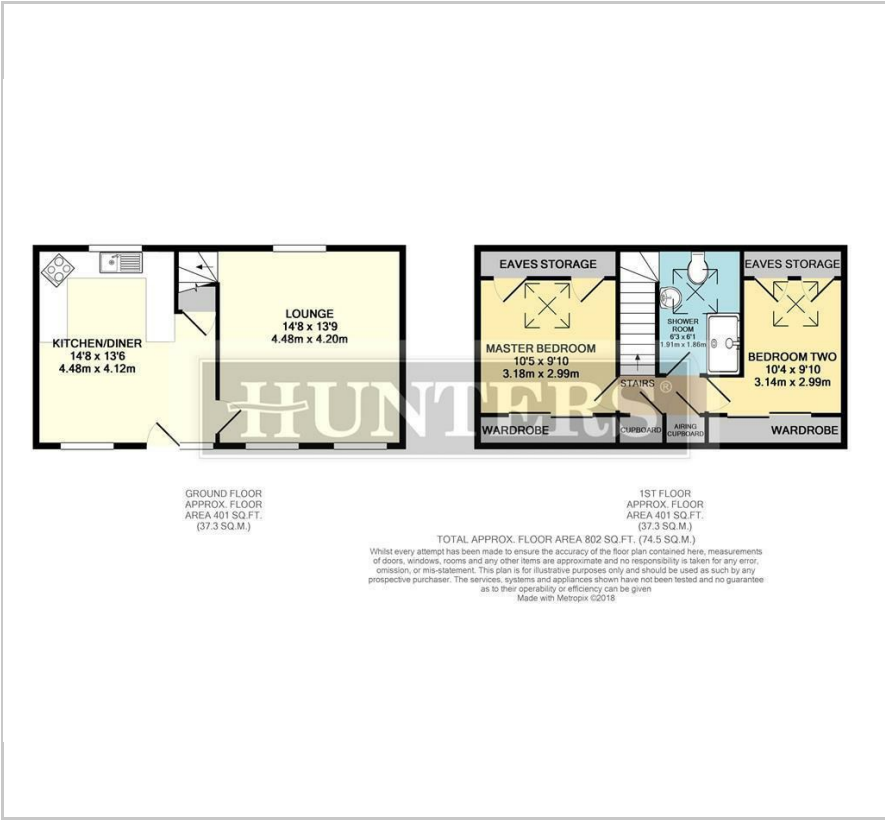 KITCHEN/DINER
14'8 x 13'6
4.48m x 4.12m
LOUNGE
14'8 x 13'9
4.48m x 4.20m
EAVES STORAGE
MASTER BEDROOM
10'5 x 9'10
3.18m x 2.99m
WARDROBE
STAIRS
CUPBOARD
AIRING
CUPBOARD
SHOWER
ROOM
6'3 x 6'1
1.91m x 1.86m
EAVES STORAGE
BEDROOM TWO
10'4 x 9'10
3.14m x 2.99m
WARDROBE
HUNTERS®
GROUND FLOOR
APPROX. FLOOR
AREA 401 SQ.FT.
(37.3 SQ.M.)
1ST FLOOR
APPROX. FLOOR
AREA 401 SQ.FT.
(37.3 SQ.M.)
TOTAL APPROX. FLOOR AREA 802 SQ.FT. (74.5 SQ.M.)
Whilst every attempt has been made to ensure the accuracy of the floor plan contained here, measurements
of doors, windows, rooms and any other items are approximate and no responsibility is taken for any error,
omission, or mis-statement. This plan is for illustrative purposes only and should be used as such by any
prospective purchaser. The services, systems and appliances shown have not been tested and no guarantee
as to their operability or efficiency can be given
Made with Metropix ©2018